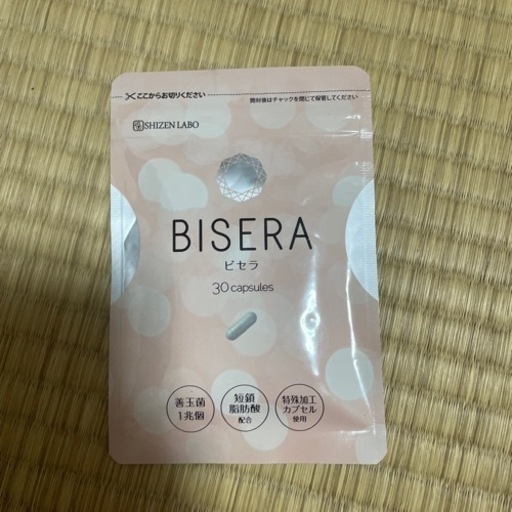 ここからお切りください
開封後はチャックを閉じて保管してください
SHIZEN LABO
BISERA
ビセラ
30 capsules
善玉菌
1兆個
短鎖
脂肪酸
配合
特殊加工
カプセル
使用